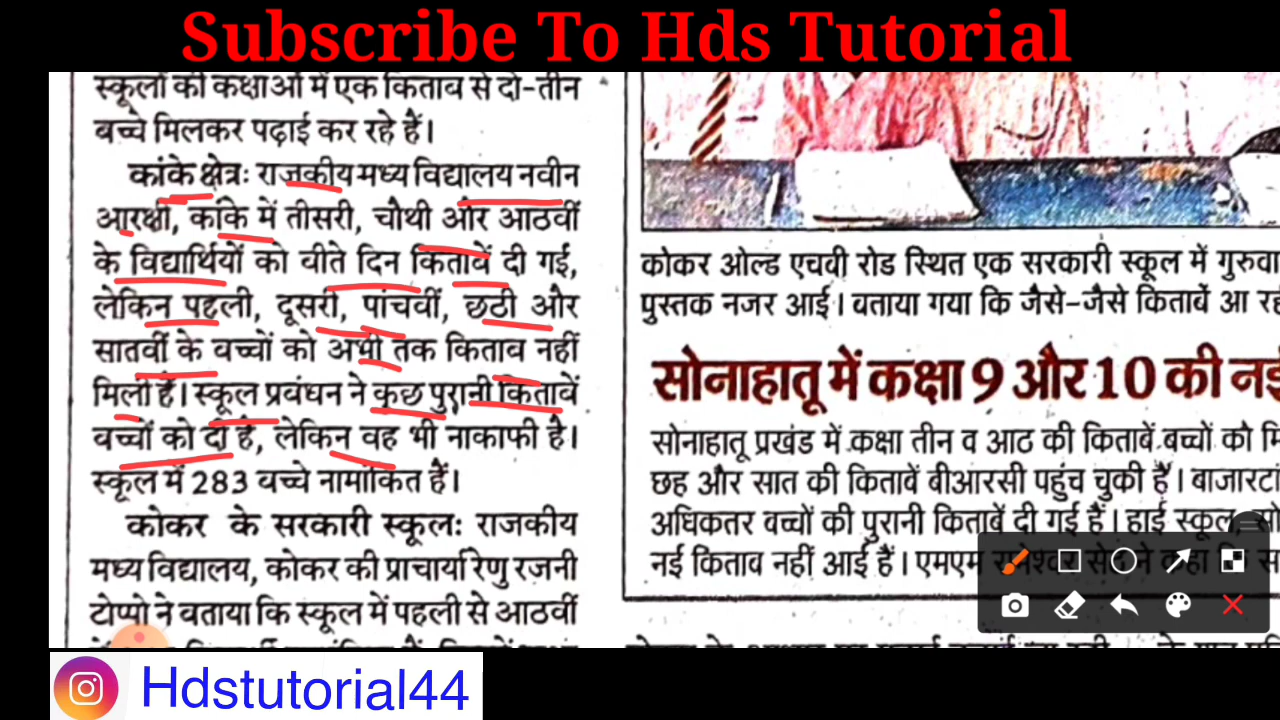 Subscribe To Hds Tutorial
स्कूलों की कक्षाओं में एक किताब से दो-तीन
बच्चे मिलकर पढ़ाई कर रहे हैं।
कांके क्षेत्र: राजकीय मध्य विद्यालय नवीन
आरक्षी, कांके में तीसरी, चौथी और आठवीं
के विद्यार्थियों को बीते दिन किताबें दी गईं,
लेकिन पहली, दूसरी, पांचवीं, छठी और
सातवीं के बच्चों को अभी तक किताब नहीं
मिली है। स्कूल प्रबंधन ने कुछ पुरानी किताबें
बच्चों को दी हैं, लेकिन वह भी नाकाफी है।
स्कूल में 283 बच्चे नामांकित हैं।
कोकर के सरकारी स्कूल: राजकीय
मध्य विद्यालय, कोकर की प्राचार्या रेणु रजनी
टोप्पो ने बताया कि स्कूल में पहली से आठवीं
कोकर ओल्ड एचबी रोड स्थित एक सरकारी स्कूल में गुरुवा
पुस्तक नजर आई। बताया गया कि जैसे-जैसे किताबें आ रह
सोनाहातू में कक्षा 9 और 10 की नई
सोनाहातू प्रखंड में कक्षा तीन व आठ की किताबें बच्चों को मि
छह और सात की किताबें बीआरसी पहुंच चुकी हैं। बाजारटां
अधिकतर बच्चों की पुरानी किताबें दी गई हैं। हाई स्कूल, सो
नई किताब नहीं आई हैं। एमएम
Hdstutorial44